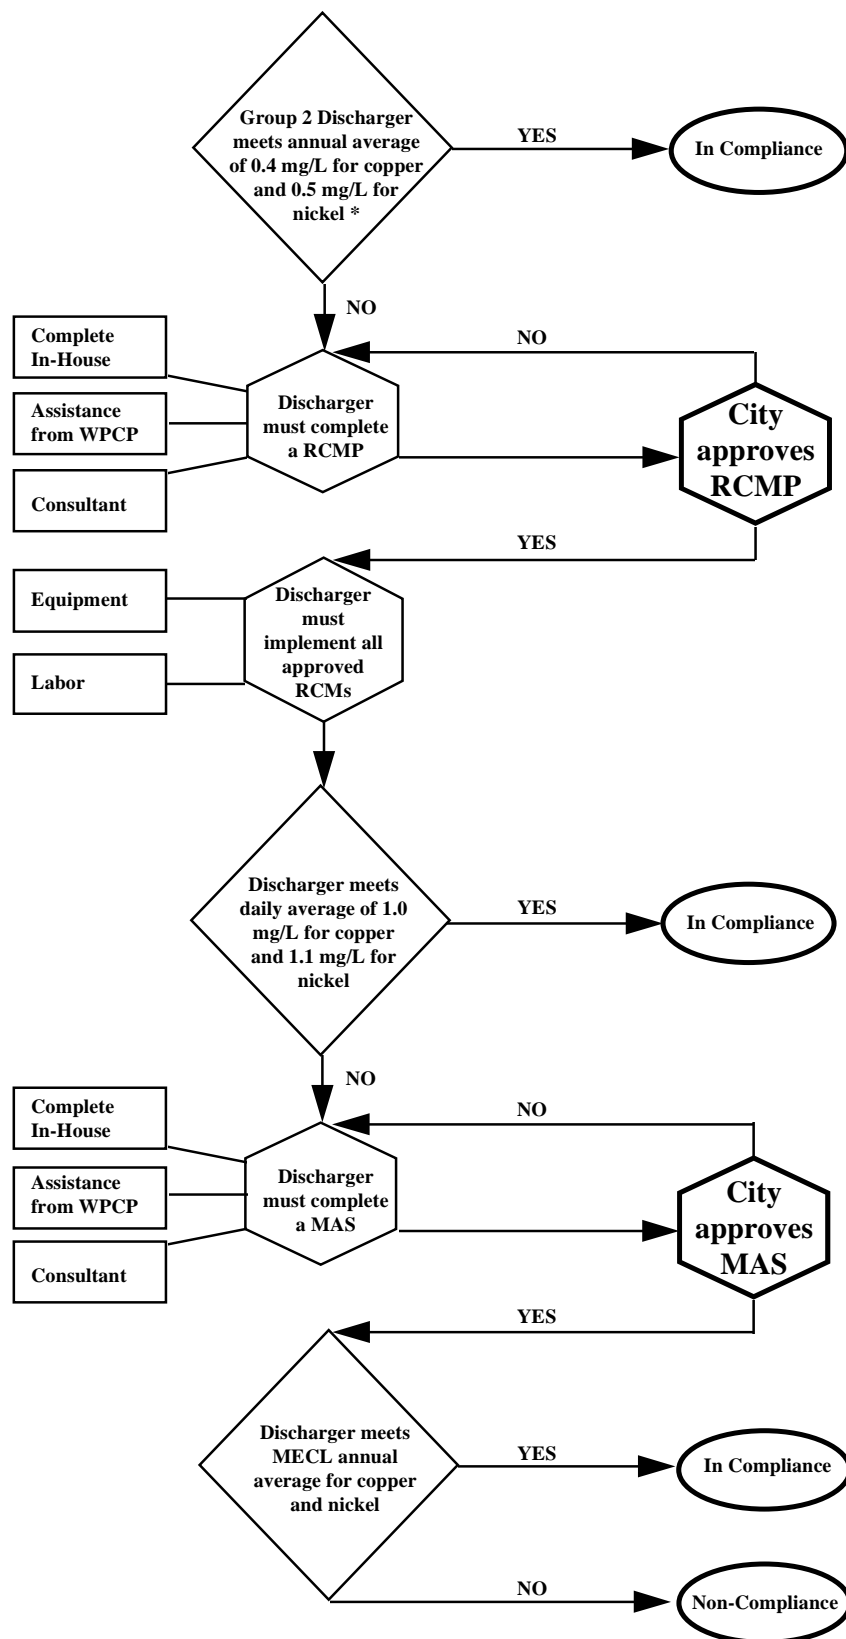 Group 2 Discharger
meets annual average
of 0.4 mg/L for copper
and 0.5 mg/L for
nickel *
YES
In Compliance
NO
Complete
In-House
Assistance
from WPCP
Consultant
Discharger
must complete
a RCMP
NO
City
approves
RCMP
YES
Equipment
Labor
Discharger
must
implement all
approved
RCMs
Discharger meets
daily average of 1.0
mg/L for copper
and 1.1 mg/L for
nickel
YES
In Compliance
NO
Complete
In-House
Assistance
from WPCP
Consultant
Discharger
must complete
a MAS
NO
City
approves
MAS
YES
Discharger meets
MECL annual
average for copper
and nickel
YES
In Compliance
NO
Non-Compliance